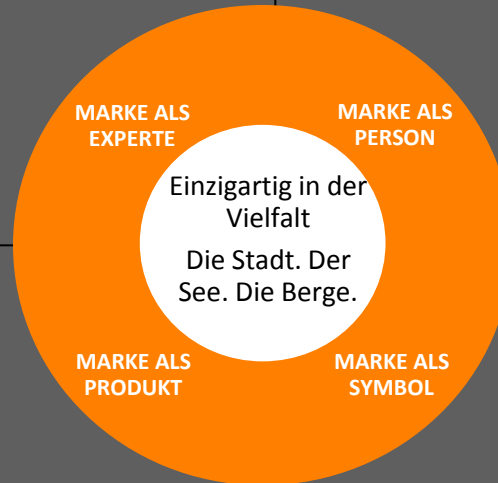 MARKE ALS
EXPERTE
MARKE ALS
PERSON
Einzigartig in der
Vielfalt
Die Stadt. Der
See. Die Berge.
MARKE ALS
PRODUKT
MARKE ALS
SYMBOL